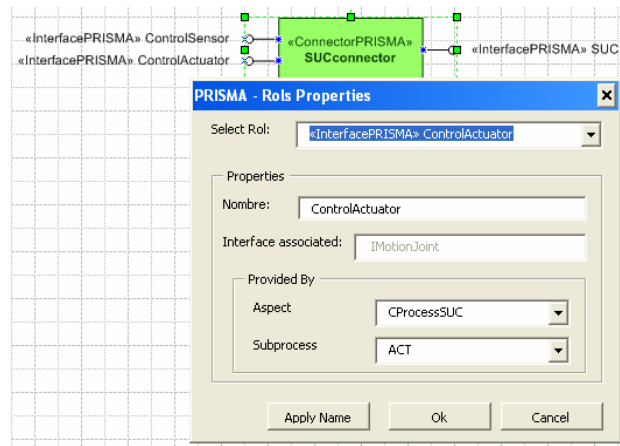 «InterfacePRISMA» ControlSensor
«ConnectorPRISMA»
«InterfacePRISMA» SUC
«InterfacePRISMA» ControlActuator
SUCconnector
PRISMA - Rols Properties
Select Rol: «InterfacePRISMA» ControlActuator
Properties
Nombre: ControlActuator
Interface associated: IMotionJoint
Provided By
Aspect CProcessSUC
Subprocess ACT
Apply Name Ok Cancel